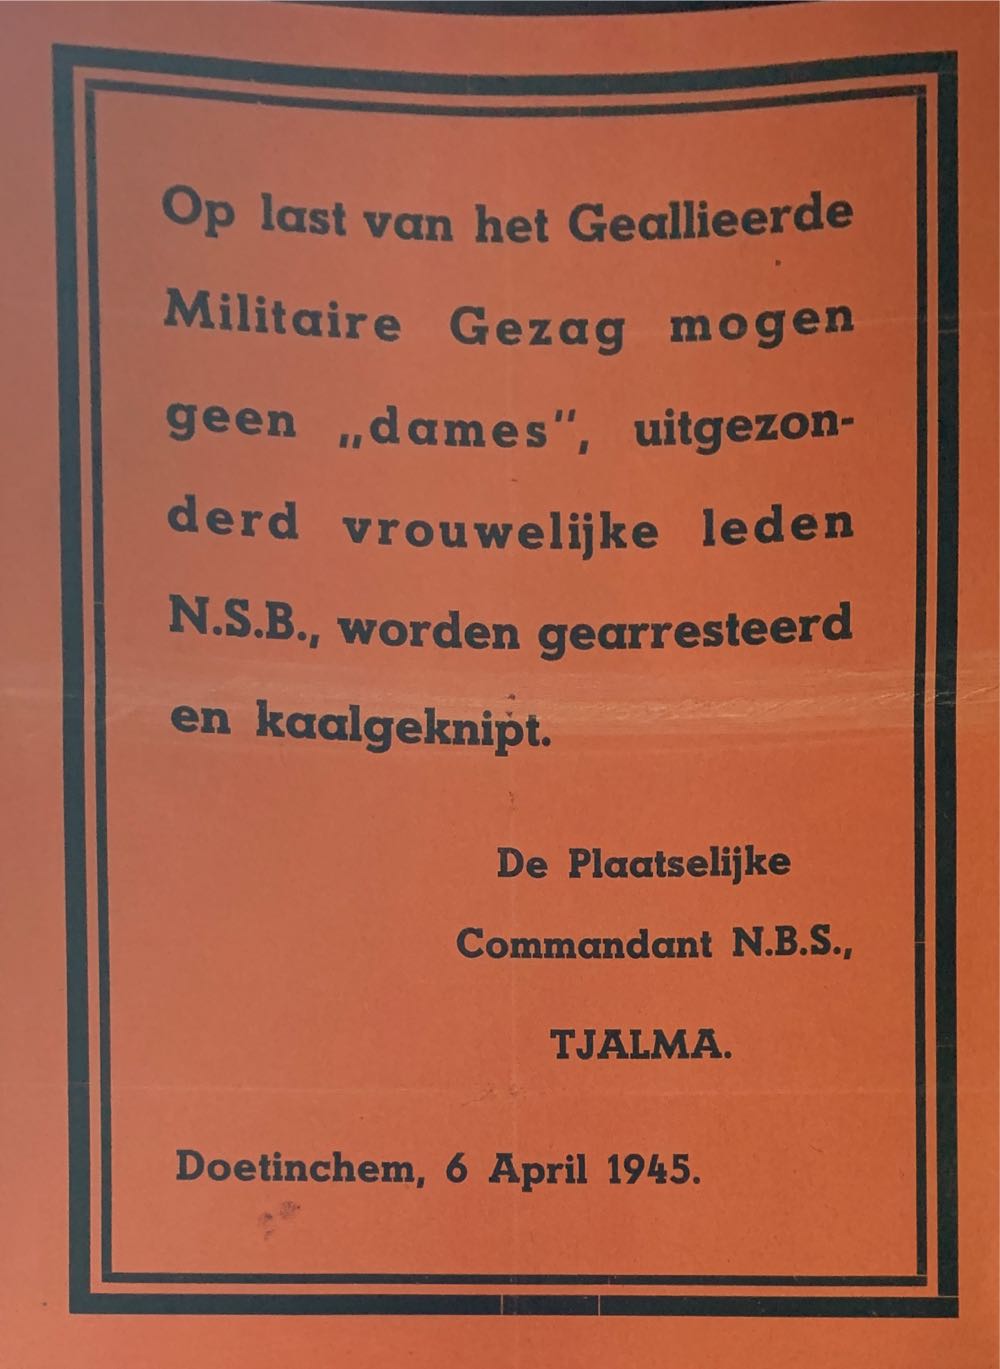 Op last van het Geallieerde
Militaire Gezag mogen
geen „dames", uitgezon-
derd vrouwelijke leden
N.S.B., worden gearresteerd
en kaalgeknipt.
De Plaatselijke
Commandant N.B.S.,
TJALMA.
Doetinchem, 6 April 1945.